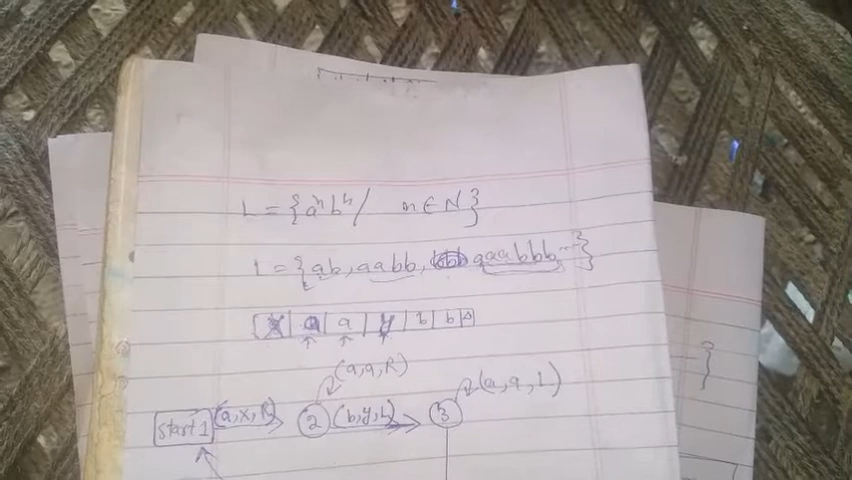 L = {aⁿbⁿ / n ∈ N}
L = {ab, aabb, aaabbb, ...}
x a a y b b Δ
(a,a,R)
(a,a,L)
start 1 (a,x,R) 2 (b,y,L) 3